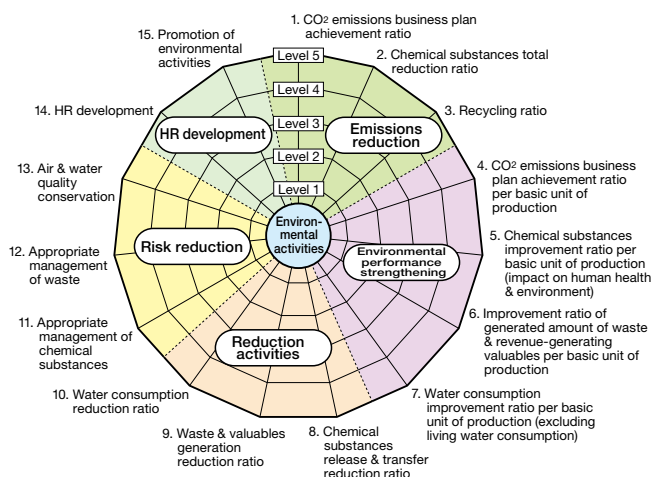 1. CO2 emissions business plan
achievement ratio
2. Chemical substances total
reduction ratio
3. Recycling ratio
4. CO2 emissions business
plan achievement ratio
per basic unit of
production
5. Chemical substances
improvement ratio per
basic unit of production
(impact on human health
& environment)
6. Improvement ratio of
generated amount of waste
& revenue-generating
valuables per basic unit of
production
7. Water consumption
improvement ratio per basic
unit of production (excluding
living water consumption)
8. Chemical
substances
release & transfer
reduction ratio
9. Waste & valuables
generation
reduction ratio
10. Water consumption
reduction ratio
11. Appropriate
management of
chemical
substances
12. Appropriate
management
of waste
13. Air & water
quality
conservation
14. HR development
15. Promotion of
environmental
activities
Level 5
Level 4
Level 3
Level 2
Level 1
HR development
Emissions
reduction
Risk reduction
Environ-
mental
activities
Environmental
performance
strengthening
Reduction
activities